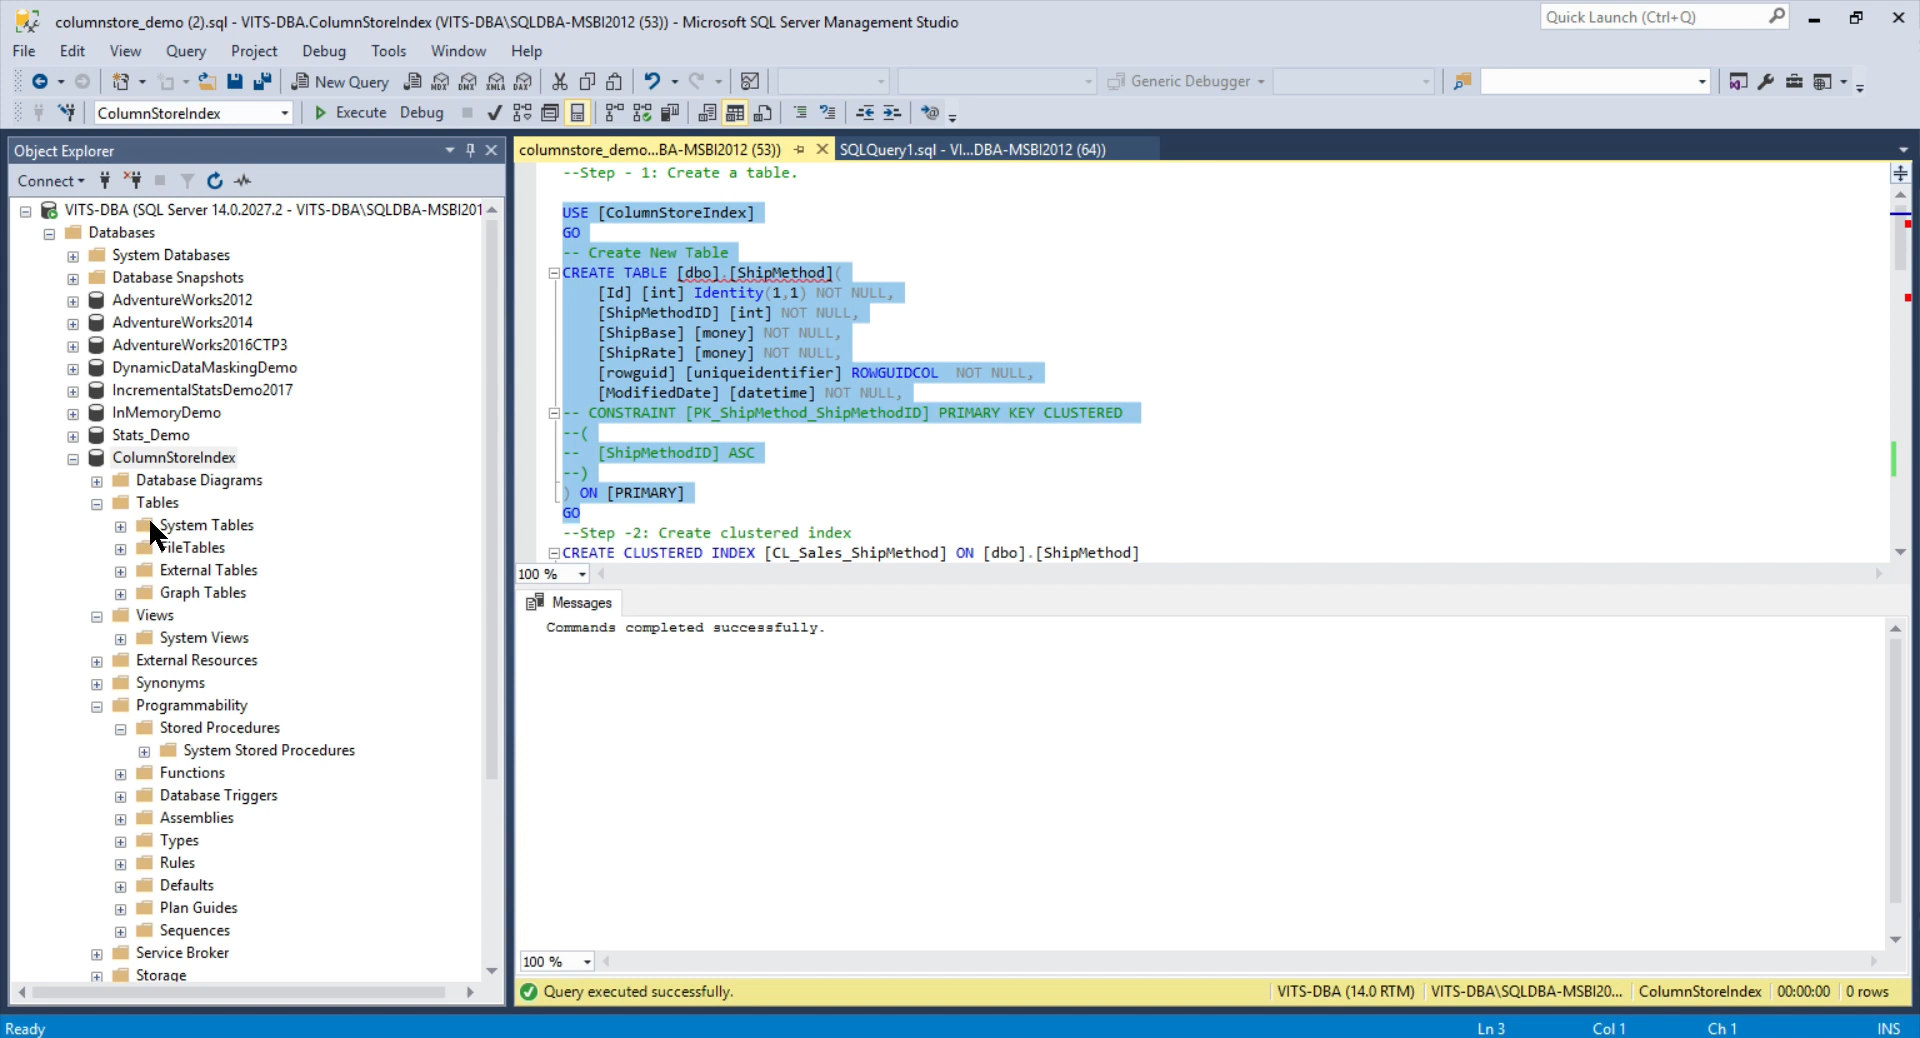 columnstore_demo (2).sql - VITS-DBA.ColumnStoreIndex (VITS-DBA\SQLDBA-MSBI2012 (53)) - Microsoft SQL Server Management Studio
Quick Launch (Ctrl+Q)
File Edit View Query Project Debug Tools Window Help
New Query MDX DMX XMLA DAX Generic Debugger
ColumnStoreIndex Execute Debug
Object Explorer
Connect
VITS-DBA (SQL Server 14.0.2027.2 - VITS-DBA\SQLDBA-MSBI201
Databases
System Databases
Database Snapshots
AdventureWorks2012
AdventureWorks2014
AdventureWorks2016CTP3
DynamicDataMaskingDemo
IncrementalStatsDemo2017
InMemoryDemo
Stats_Demo
ColumnStoreIndex
Database Diagrams
Tables
System Tables
FileTables
External Tables
Graph Tables
Views
System Views
External Resources
Synonyms
Programmability
Stored Procedures
System Stored Procedures
Functions
Database Triggers
Assemblies
Types
Rules
Defaults
Plan Guides
Sequences
Service Broker
Storage
columnstore_demo...BA-MSBI2012 (53)) SQLQuery1.sql - VI...DBA-MSBI2012 (64))
--Step - 1: Create a table.
USE [ColumnStoreIndex]
GO
-- Create New Table
CREATE TABLE [dbo].[ShipMethod](
[Id] [int] Identity(1,1) NOT NULL,
[ShipMethodID] [int] NOT NULL,
[ShipBase] [money] NOT NULL,
[ShipRate] [money] NOT NULL,
[rowguid] [uniqueidentifier] ROWGUIDCOL  NOT NULL,
[ModifiedDate] [datetime] NOT NULL,
-- CONSTRAINT [PK_ShipMethod_ShipMethodID] PRIMARY KEY CLUSTERED
--(
--  [ShipMethodID] ASC
--)
) ON [PRIMARY]
GO
--Step -2: Create clustered index
CREATE CLUSTERED INDEX [CL_Sales_ShipMethod] ON [dbo].[ShipMethod]
100 %
Messages
Commands completed successfully.
100 %
Query executed successfully. VITS-DBA (14.0 RTM) VITS-DBA\SQLDBA-MSBI20... ColumnStoreIndex 00:00:00 0 rows
Ready Ln 3 Col 1 Ch 1 INS